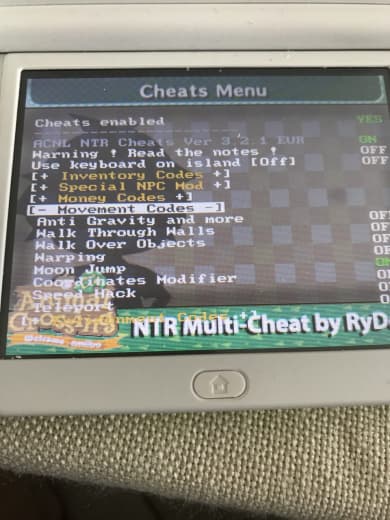 Cheats Menu
Cheats enabled YES
ACNL NTR Cheats Ver 3.2.1 EUR ON
Warning ! Read the notes ! OFF
Use keyboard on island [Off] OFF
[+ Inventory Codes +]
[+ Special NPC Mod +]
[+ Money Codes +]
[- Movement Codes -]
Anti Gravity and more
Walk Through Walls
Walk Over Objects
Warping
Moon Jump
Coordinates Modifier
Speed Hack
Teleport
NTR Multi-Cheat by RyD
Crossing
Welcome amiibo